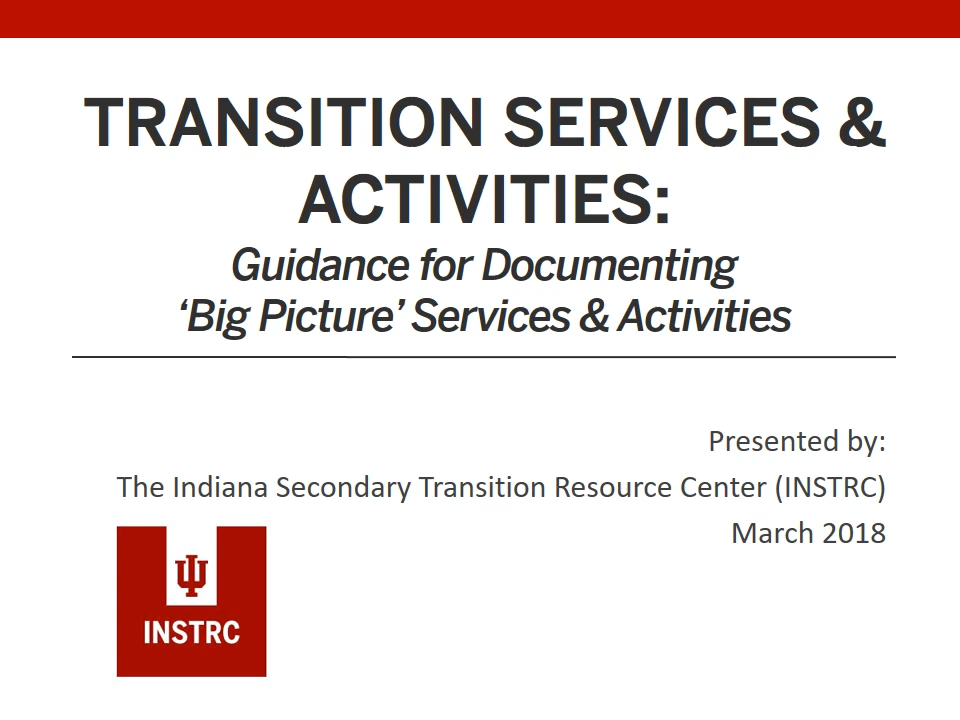 TRANSITION SERVICES &
ACTIVITIES:
Guidance for Documenting
‘Big Picture’ Services & Activities
Presented by:
The Indiana Secondary Transition Resource Center (INSTRC)
March 2018
INSTRC